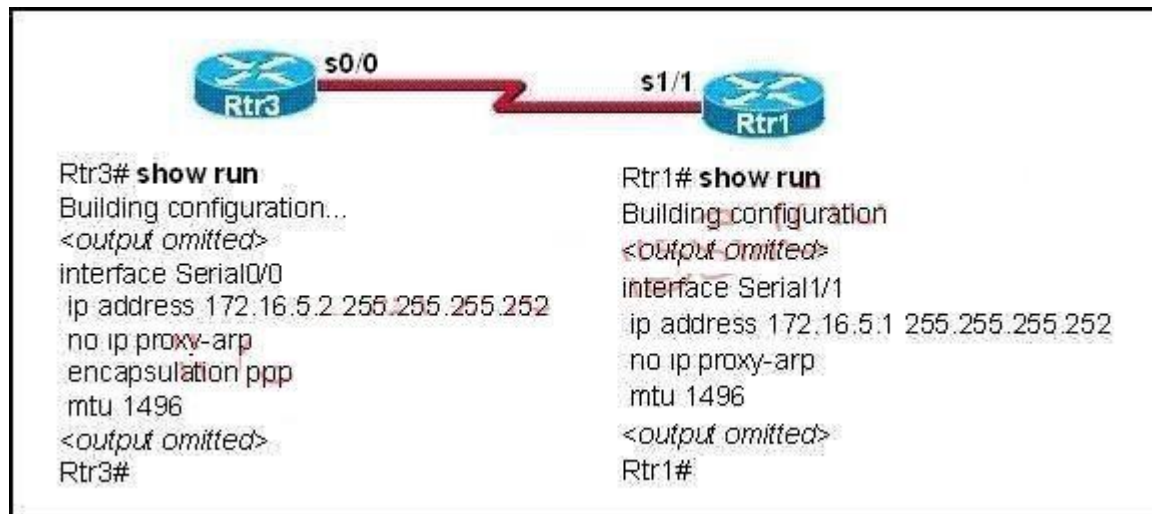 s0/0
s1/1
Rtr3
Rtr1
Rtr3# show run
Building configuration...
<output omitted>
interface Serial0/0
ip address 172.16.5.2 255.255.255.252
no ip proxy-arp
encapsulation ppp
mtu 1496
<output omitted>
Rtr3#
Rtr1# show run
Building configuration
<output omitted>
interface Serial1/1
ip address 172.16.5.1 255.255.255.252
no ip proxy-arp
mtu 1496
<output omitted>
Rtr1#